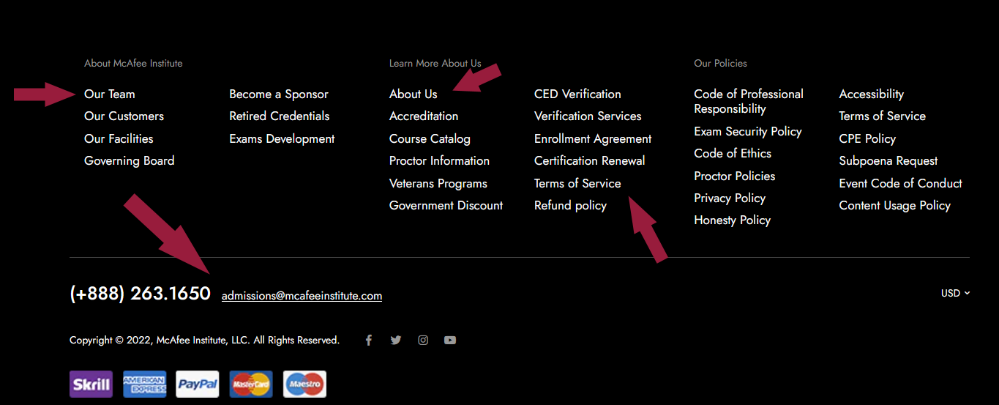 About McAfee Institute
Our Team
Our Customers
Our Facilities
Governing Board
Become a Sponsor
Retired Credentials
Exams Development
Learn More About Us
About Us
Accreditation
Course Catalog
Proctor Information
Veterans Programs
Government Discount
CED Verification
Verification Services
Enrollment Agreement
Certification Renewal
Terms of Service
Refund policy
Our Policies
Code of Professional
Responsibility
Exam Security Policy
Code of Ethics
Proctor Policies
Privacy Policy
Honesty Policy
Accessibility
Terms of Service
CPE Policy
Subpoena Request
Event Code of Conduct
Content Usage Policy
(+888) 263.1650 admissions@mcafeeinstitute.com
USD
Copyright © 2022, McAfee Institute, LLC. All Rights Reserved.
Skrill
AMERICAN
EXPRESS
PayPal
MasterCard
Maestro